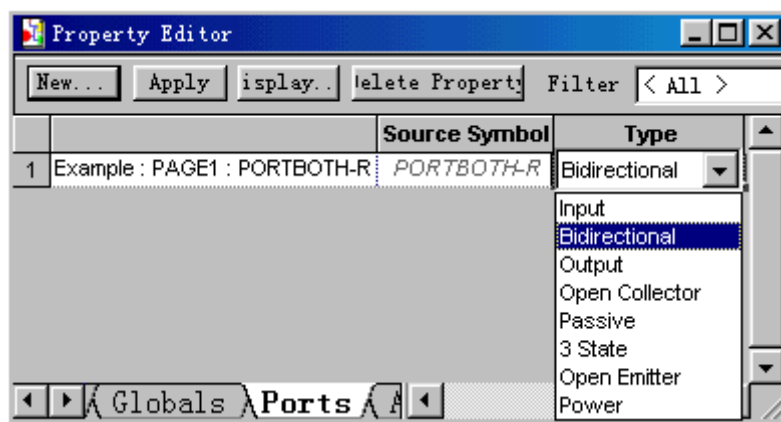 Property Editor
New... Apply isplay.. elete Propert Filter < All >
Source Symbol Type
1 Example : PAGE1 : PORTBOTH-R PORTBOTH-R Bidirectional
Input
Bidirectional
Output
Open Collector
Passive
3 State
Open Emitter
Power
Globals Ports A